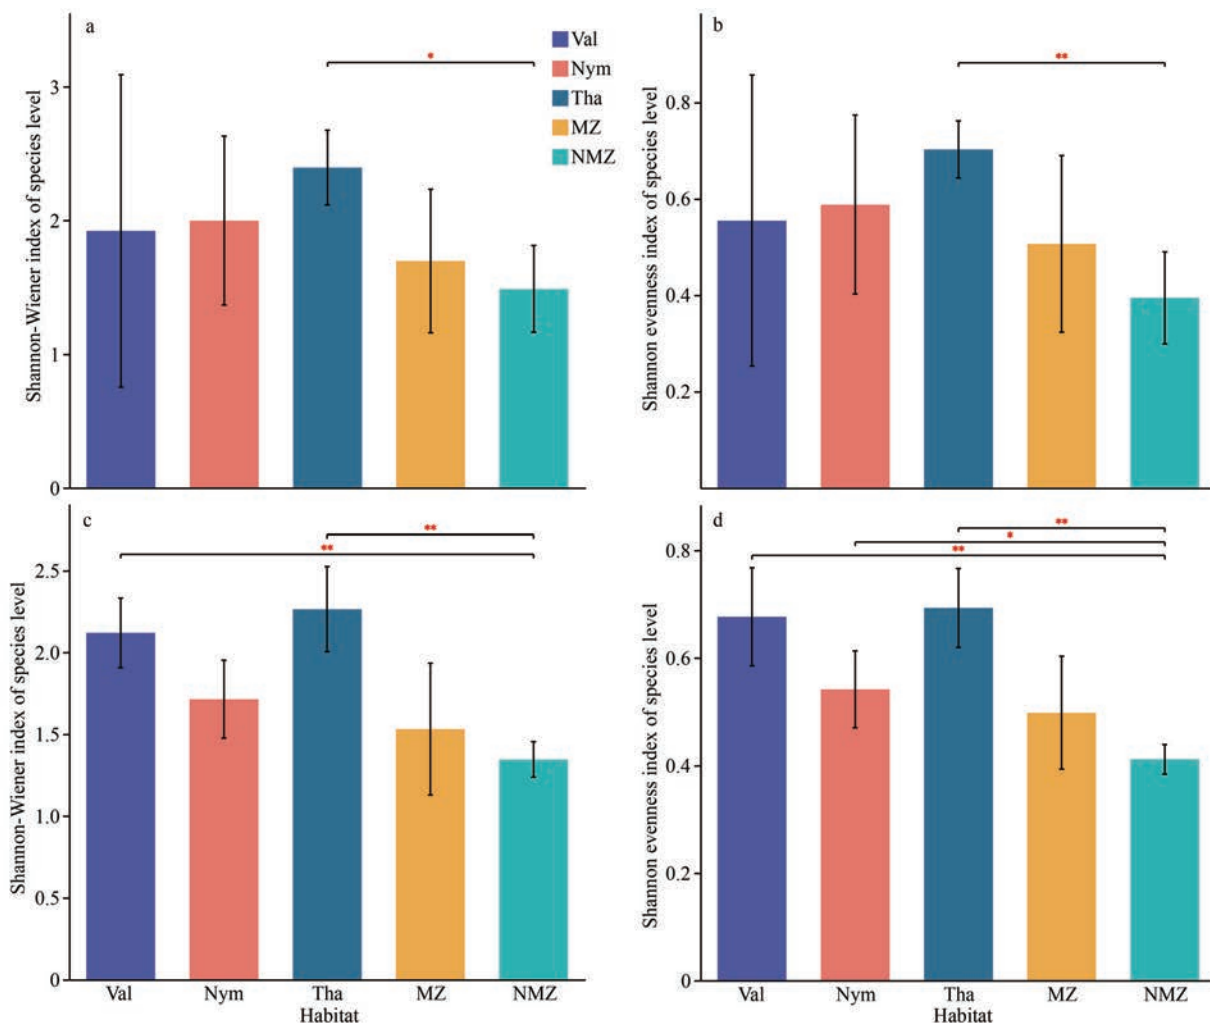 a
Val
Nym
Tha
MZ
NMZ
*
Shannon-Wiener index of species level
3
2
1
0
b
**
Shannon evenness index of species level
0.8
0.6
0.4
0.2
c
**
**
Shannon-Wiener index of species level
2.5
2.0
1.5
1.0
0.5
0
Val Nym Tha MZ NMZ
Habitat
d
**
*
**
Shannon evenness index of species level
0.8
0.6
0.4
0.2
0
Val Nym Tha MZ NMZ
Habitat